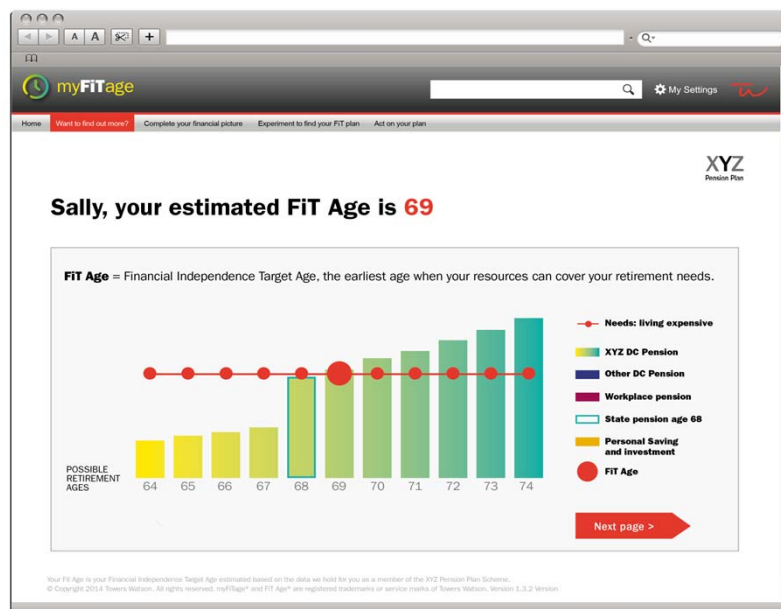 A A +
myFiTage
My Settings
Home Want to find out more? Complete your financial picture Experiment to find your FiT plan Act on your plan
XYZ
Pension Plan
Sally, your estimated FiT Age is 69
FiT Age = Financial Independence Target Age, the earliest age when your resources can cover your retirement needs.
Needs: living expensive
XYZ DC Pension
Other DC Pension
Workplace pension
State pension age 68
Personal Saving
and investment
FiT Age
POSSIBLE
RETIREMENT
AGES
64 65 66 67 68 69 70 71 72 73 74
Next page >
Your Fit Age is your Financial Independence Target Age estimated based on the data we hold for you as a member of the XYZ Pension Plan Scheme.
© Copyright 2014 Towers Watson. All rights reserved. myFiTage® and FiT Age® are registered trademarks or service marks of Towers Watson. Version 1.3.2 Version